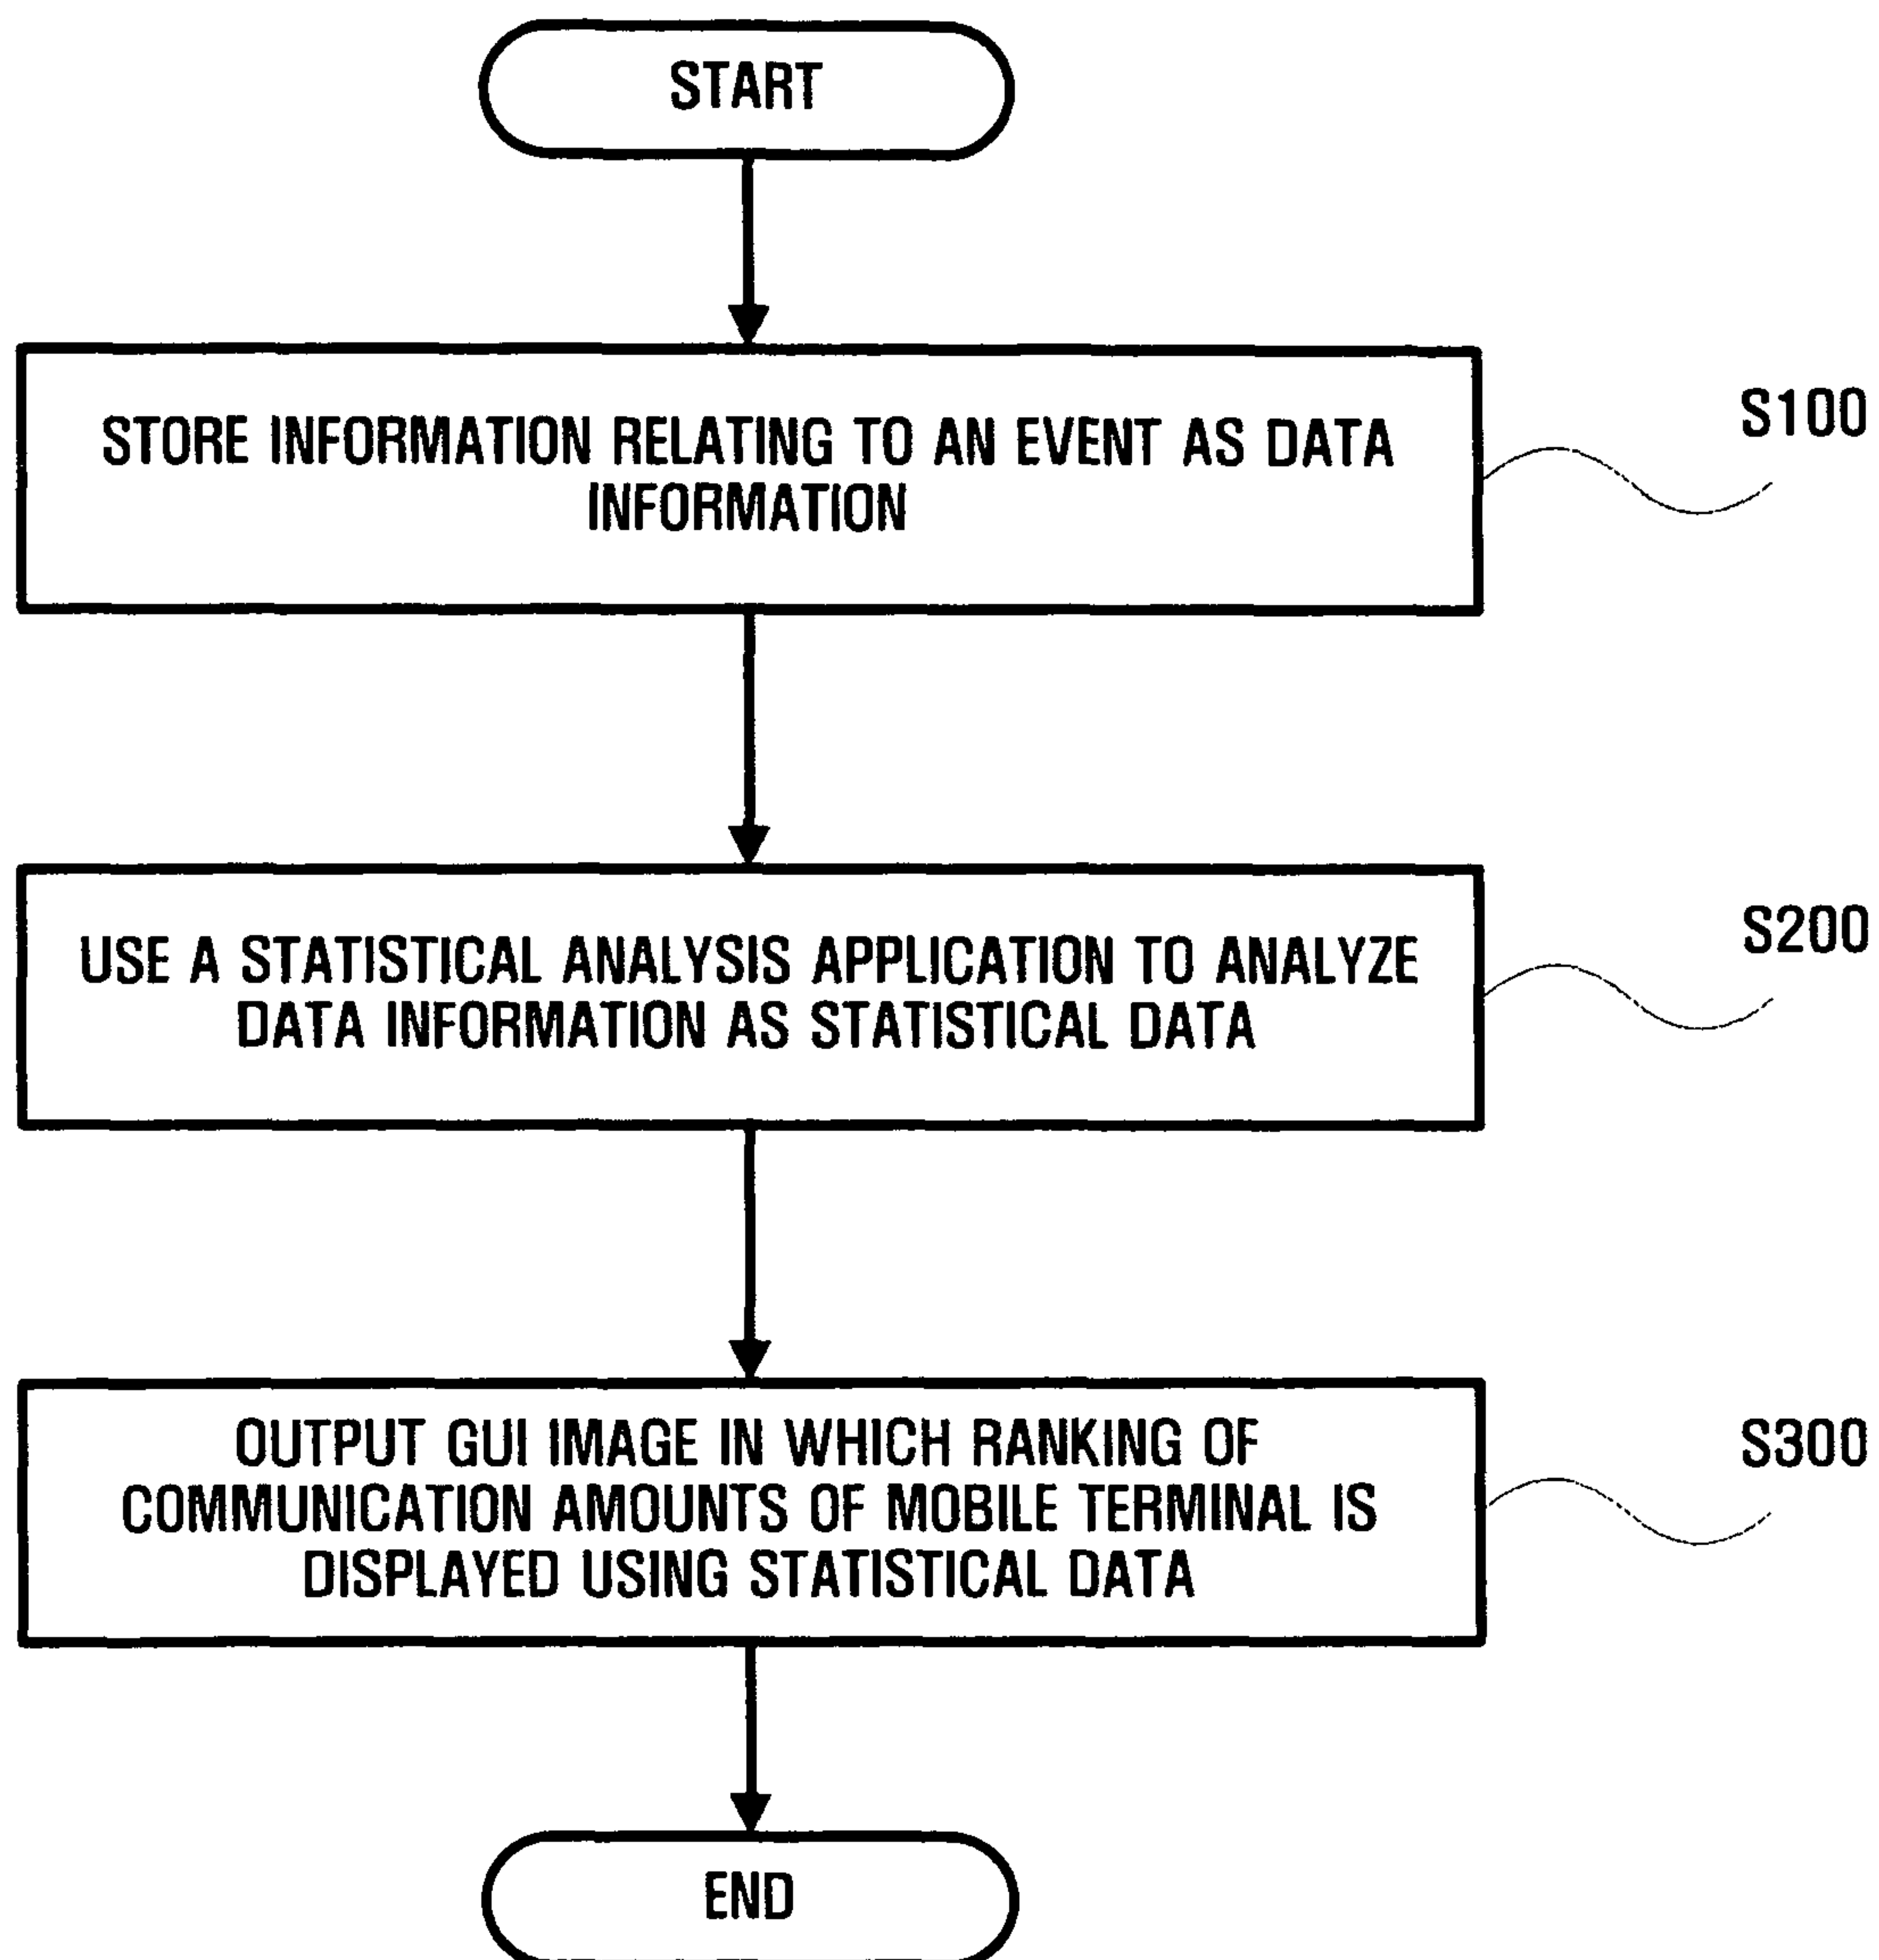 START
STORE INFORMATION RELATING TO AN EVENT AS DATA
INFORMATION
S100
USE A STATISTICAL ANALYSIS APPLICATION TO ANALYZE
DATA INFORMATION AS STATISTICAL DATA
S200
OUTPUT GUI IMAGE IN WHICH RANKING OF
COMMUNICATION AMOUNTS OF MOBILE TERMINAL IS
DISPLAYED USING STATISTICAL DATA
S300
END